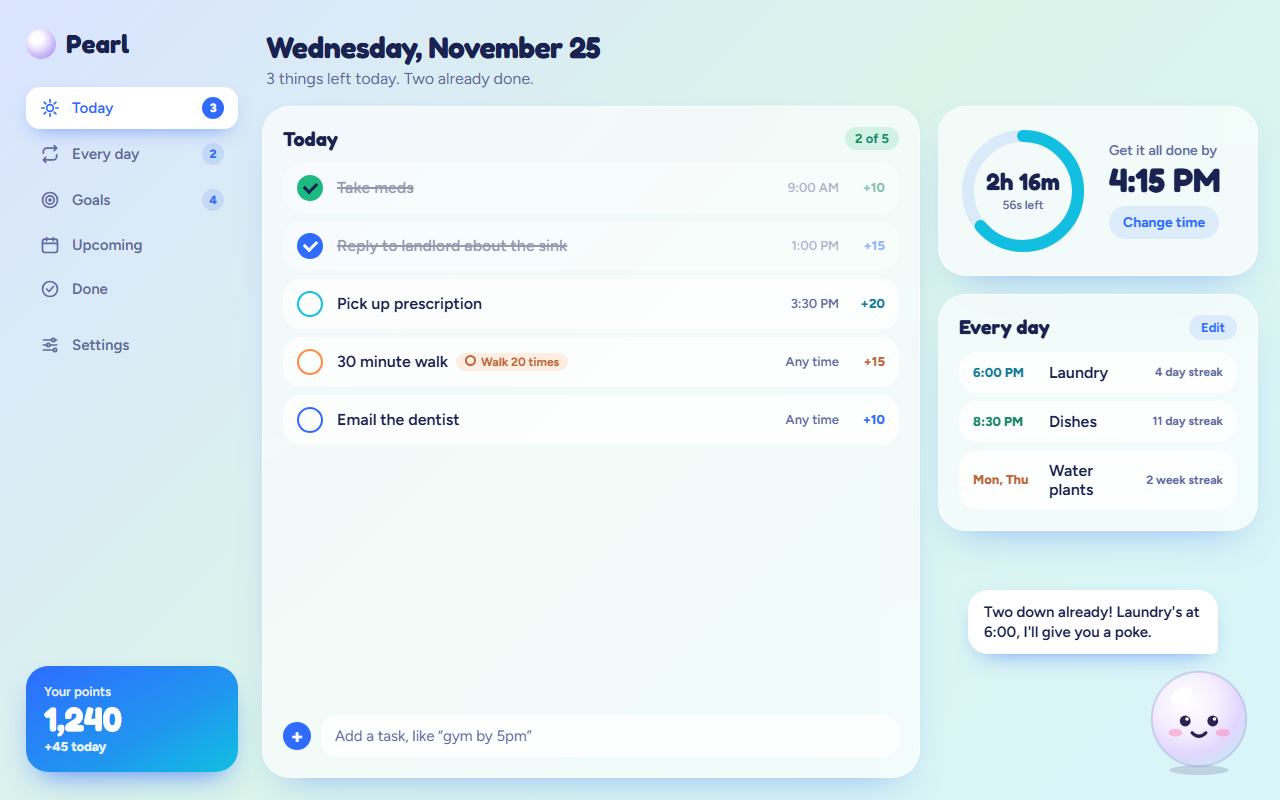 Pearl
Today 3
Every day 2
Goals 4
Upcoming
Done
Settings
Your points
1,240
+45 today
Wednesday, November 25
3 things left today. Two already done.
Today 2 of 5
Take meds 9:00 AM +10
Reply to landlord about the sink 1:00 PM +15
Pick up prescription 3:30 PM +20
30 minute walk Walk 20 times Any time +15
Email the dentist Any time +10
+ Add a task, like “gym by 5pm”
2h 16m
56s left
Get it all done by
4:15 PM
Change time
Every day Edit
6:00 PM Laundry 4 day streak
8:30 PM Dishes 11 day streak
Mon, Thu Water plants 2 week streak
Two down already! Laundry's at
6:00, I'll give you a poke.